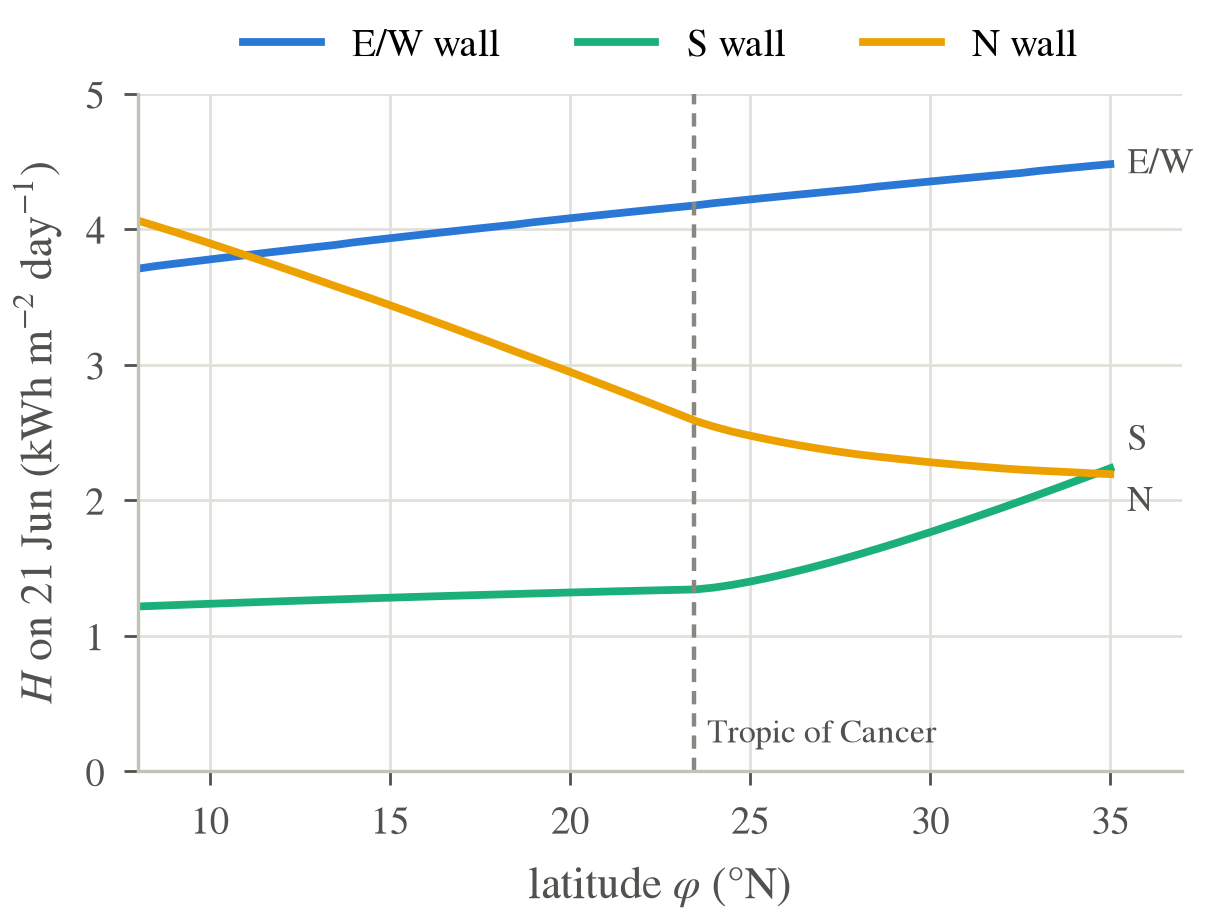 E/W wall S wall N wall
H on 21 Jun (kWh m⁻² day⁻¹)
5
4
3
2
1
0
E/W
S
N
Tropic of Cancer
10 15 20 25 30 35
latitude φ (°N)